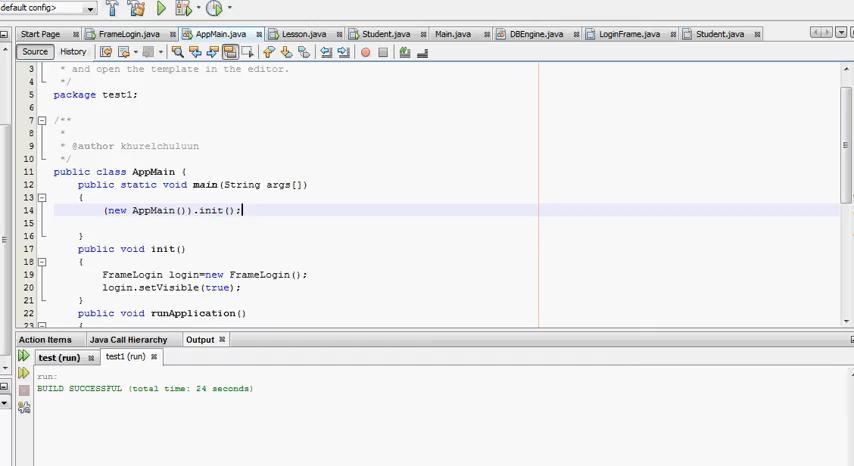 default config>
Start Page FrameLogin.java AppMain.java Lesson.java Student.java Main.java DBEngine.java LoginFrame.java Student.java
Source History
3 * and open the template in the editor.
4 */
5 package test1;
6
7 /**
8 *
9 * @author khurelchuluun
10 */
11 public class AppMain {
12 public static void main(String args[])
13 {
14 (new AppMain()).init();
15
16 }
17 public void init()
18 {
19 FrameLogin login=new FrameLogin();
20 login.setVisible(true);
21 }
22 public void runApplication()
23 {
Action Items Java Call Hierarchy Output
test (run) test1 (run)
run:
BUILD SUCCESSFUL (total time: 24 seconds)